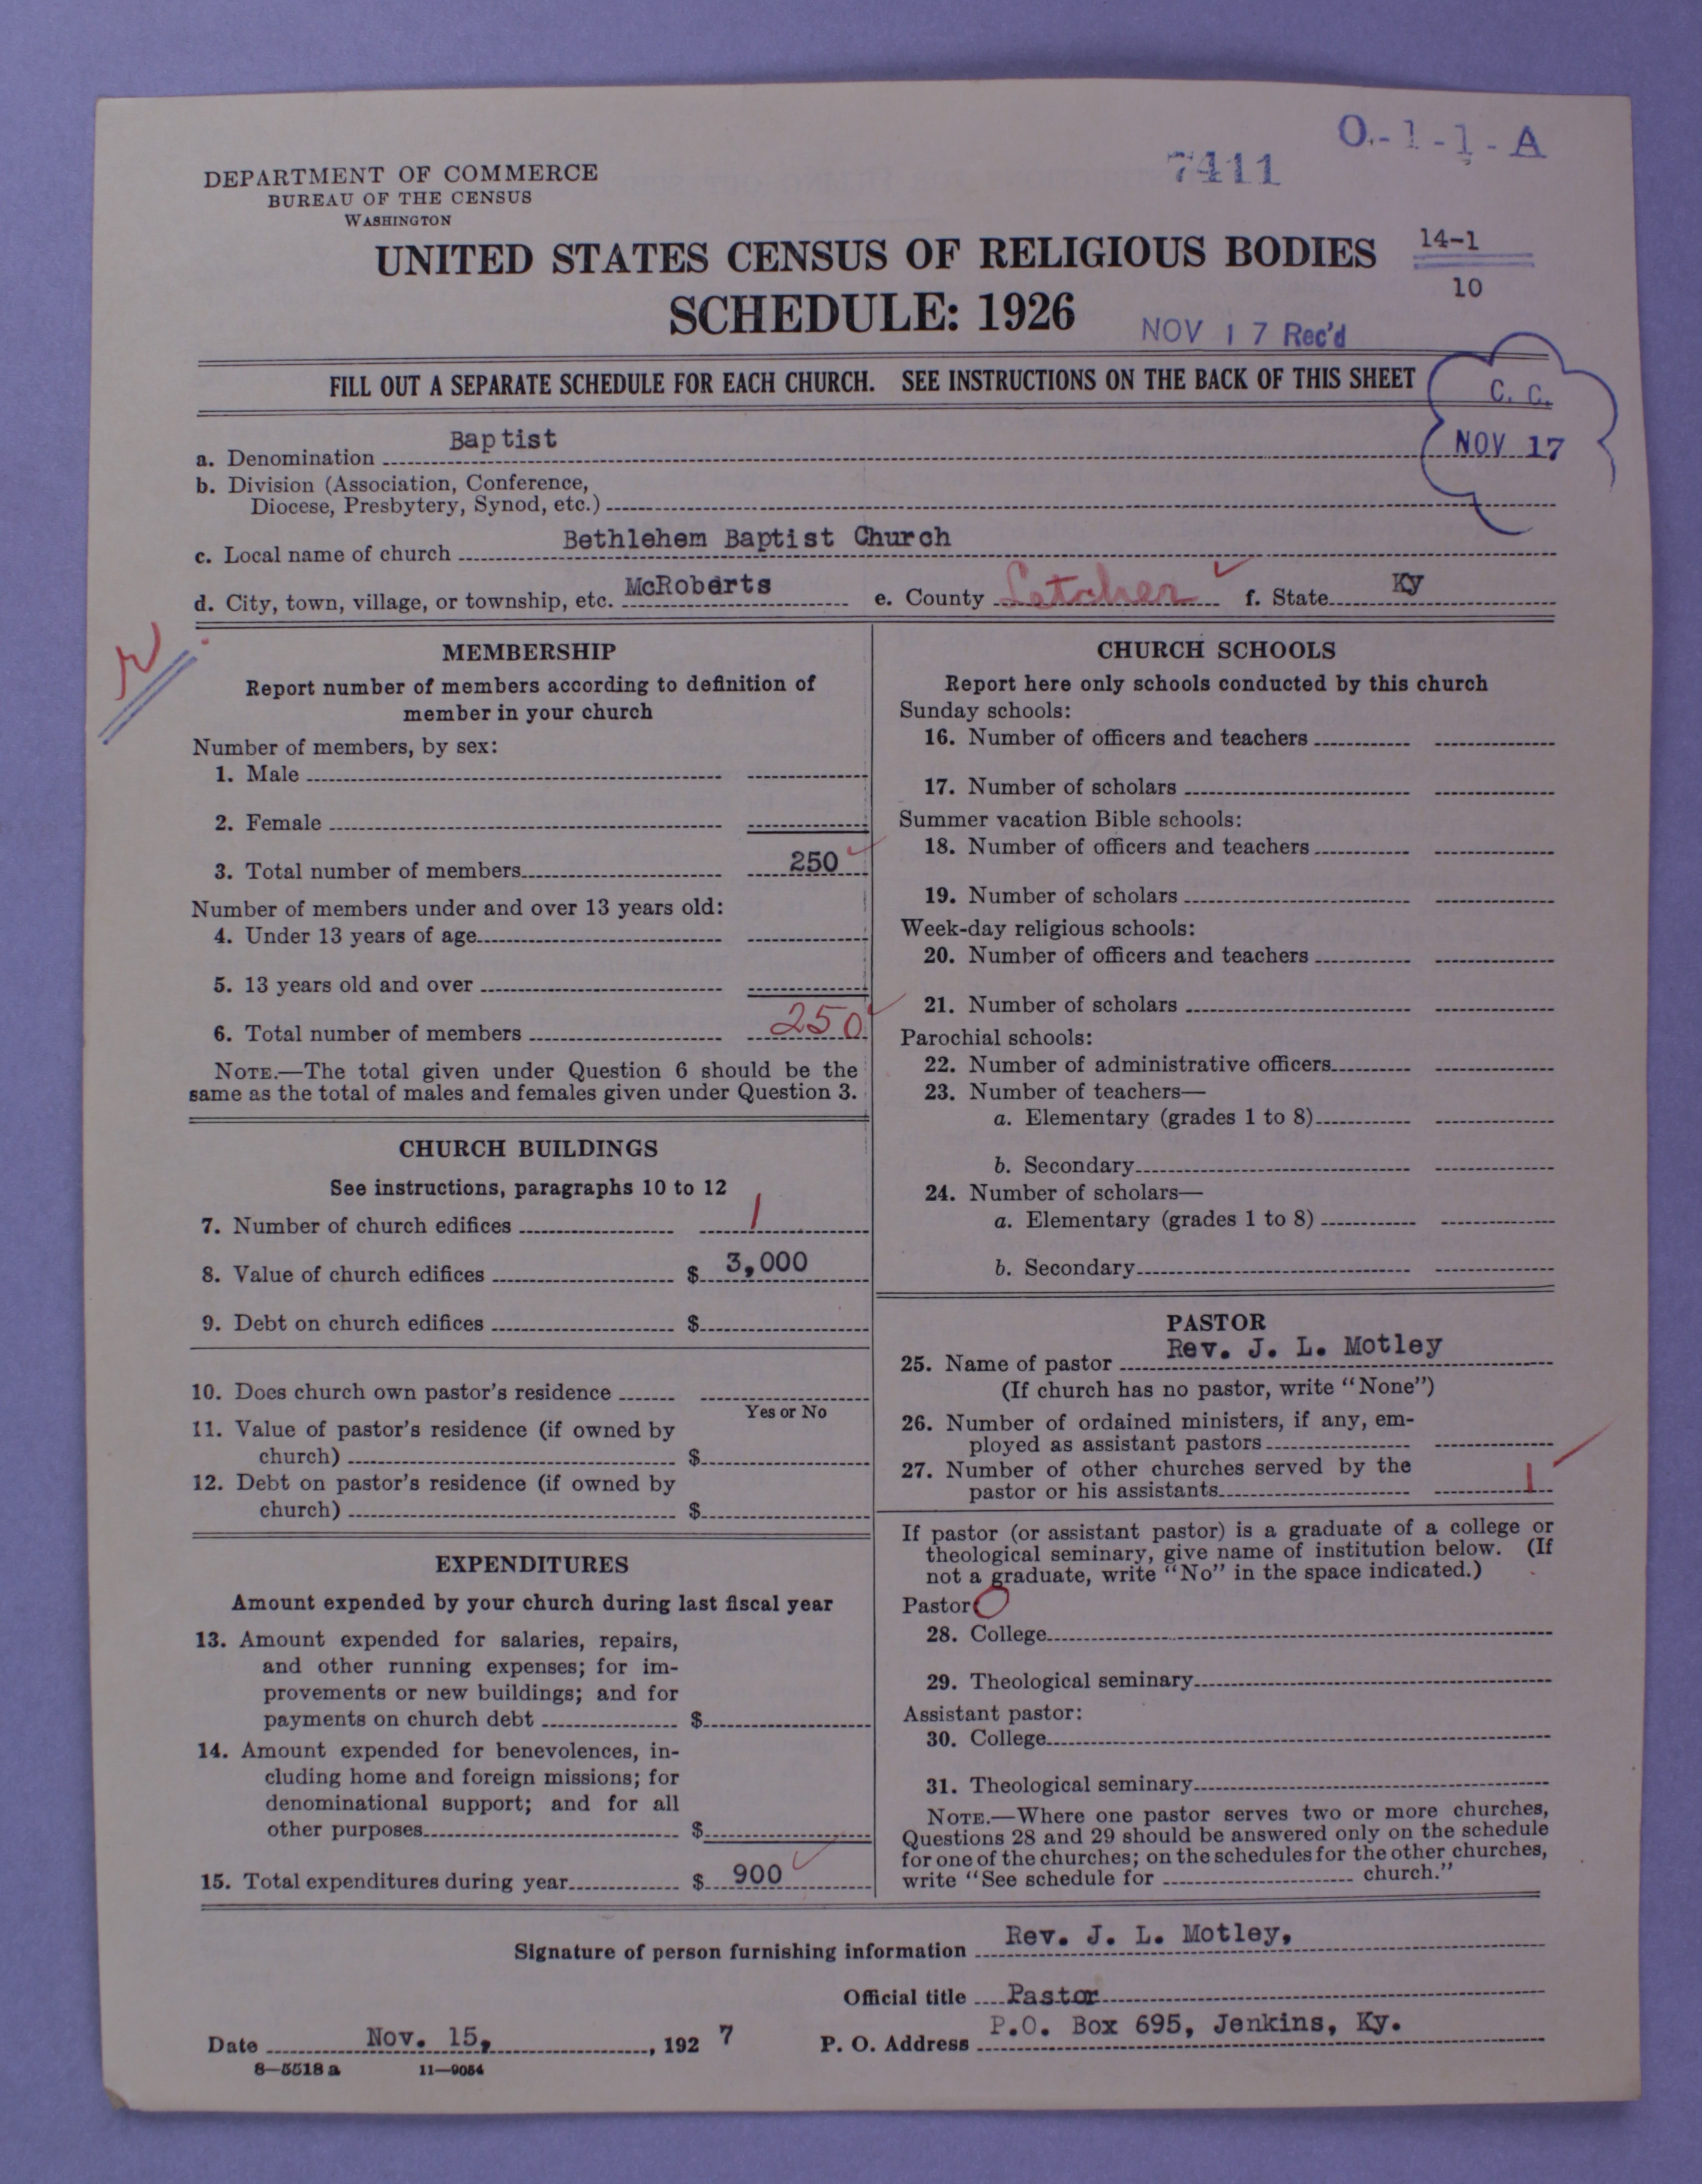 O.-1-1-A
7411
DEPARTMENT OF COMMERCE
BUREAU OF THE CENSUS
WASHINGTON
UNITED STATES CENSUS OF RELIGIOUS BODIES
14-1
10
SCHEDULE: 1926
NOV 17 Rec'd
FILL OUT A SEPARATE SCHEDULE FOR EACH CHURCH. SEE INSTRUCTIONS ON THE BACK OF THIS SHEET
C. C.
NOV 17
a. Denomination Baptist
b. Division (Association, Conference,
Diocese, Presbytery, Synod, etc.)
c. Local name of church Bethlehem Baptist Church
d. City, town, village, or township, etc. McRoberts e. County Letcher f. State Ky
MEMBERSHIP
Report number of members according to definition of
member in your church
Number of members, by sex:
1. Male
2. Female
3. Total number of members 250
Number of members under and over 13 years old:
4. Under 13 years of age
5. 13 years old and over
6. Total number of members 250
NOTE.—The total given under Question 6 should be the
same as the total of males and females given under Question 3.
CHURCH BUILDINGS
See instructions, paragraphs 10 to 12
7. Number of church edifices 1
8. Value of church edifices $ 3,000
9. Debt on church edifices $
10. Does church own pastor's residence
Yes or No
11. Value of pastor's residence (if owned by
church) $
12. Debt on pastor's residence (if owned by
church) $
EXPENDITURES
Amount expended by your church during last fiscal year
13. Amount expended for salaries, repairs,
and other running expenses; for im-
provements or new buildings; and for
payments on church debt $
14. Amount expended for benevolences, in-
cluding home and foreign missions; for
denominational support; and for all
other purposes $
15. Total expenditures during year $ 900
CHURCH SCHOOLS
Report here only schools conducted by this church
Sunday schools:
16. Number of officers and teachers
17. Number of scholars
Summer vacation Bible schools:
18. Number of officers and teachers
19. Number of scholars
Week-day religious schools:
20. Number of officers and teachers
21. Number of scholars
Parochial schools:
22. Number of administrative officers
23. Number of teachers—
a. Elementary (grades 1 to 8)
b. Secondary
24. Number of scholars—
a. Elementary (grades 1 to 8)
b. Secondary
PASTOR
25. Name of pastor Rev. J. L. Motley
(If church has no pastor, write "None")
26. Number of ordained ministers, if any, em-
ployed as assistant pastors
27. Number of other churches served by the
pastor or his assistants 1
If pastor (or assistant pastor) is a graduate of a college or
theological seminary, give name of institution below. (If
not a graduate, write "No" in the space indicated.)
Pastor O
28. College
29. Theological seminary
Assistant pastor:
30. College
31. Theological seminary
NOTE.—Where one pastor serves two or more churches,
Questions 28 and 29 should be answered only on the schedule
for one of the churches; on the schedules for the other churches,
write "See schedule for church."
Signature of person furnishing information Rev. J. L. Motley,
Official title Pastor
Date Nov. 15, , 192 7 P. O. Address P.O. Box 695, Jenkins, Ky.
8—5518 a 11—9054